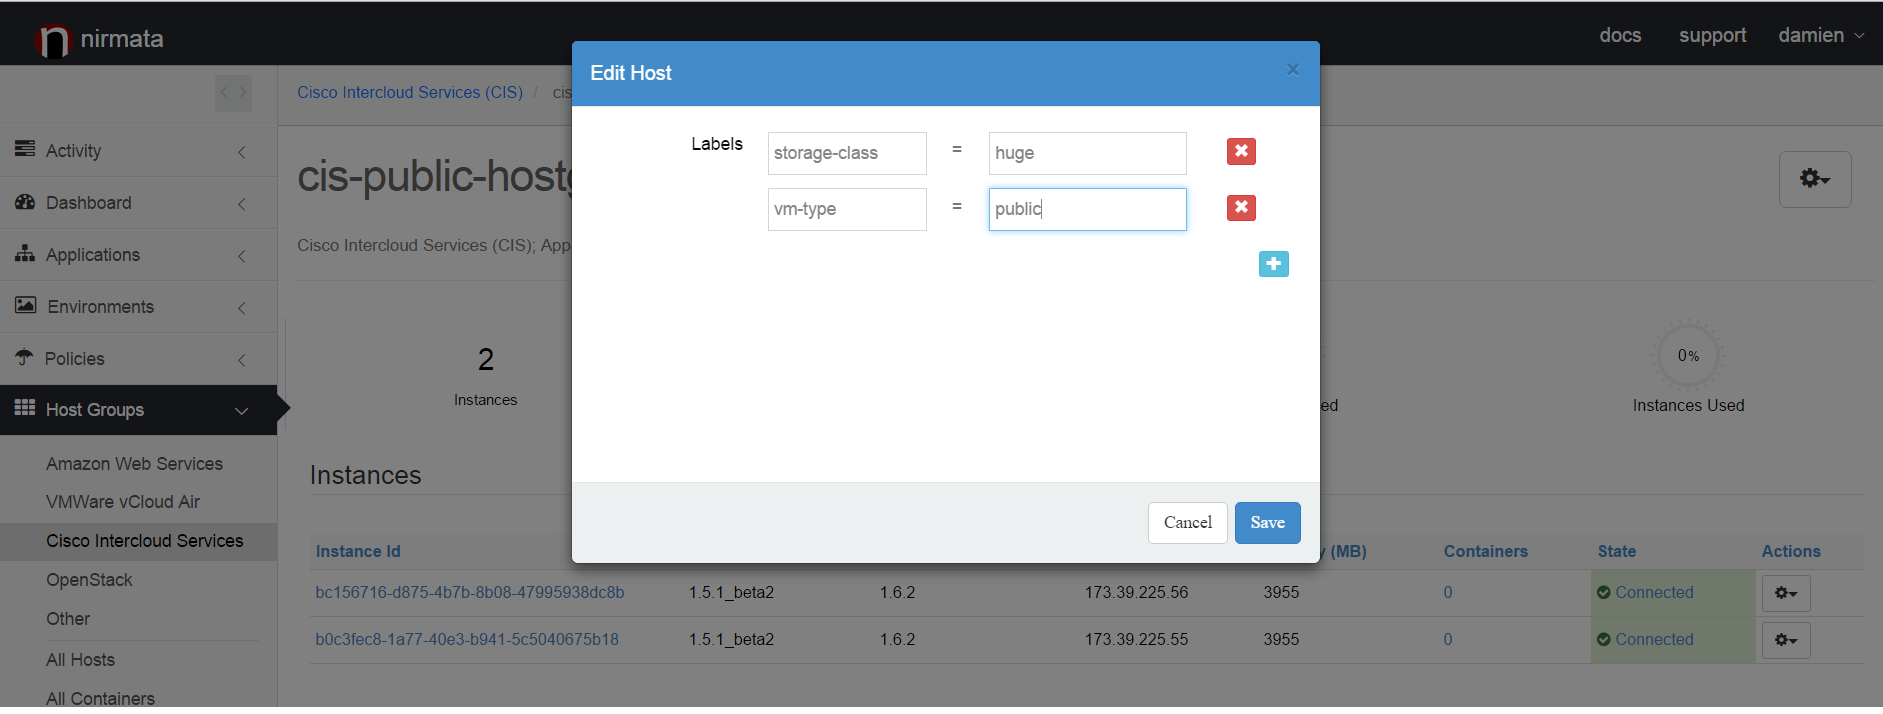 nirmata
docs support damien
Edit Host ×
Cisco Intercloud Services (CIS) / cis
Activity
Dashboard
Applications
Environments
Policies
Host Groups
Amazon Web Services
VMWare vCloud Air
Cisco Intercloud Services
OpenStack
Other
All Hosts
All Containers
cis-public-host
Cisco Intercloud Services (CIS); App
Labels storage-class = huge
vm-type = public
Cancel Save
2
Instances
ed
0%
Instances Used
Instances
Instance Id (MB) Containers State Actions
bc156716-d875-4b7b-8b08-47995938dc8b 1.5.1_beta2 1.6.2 173.39.225.56 3955 0 Connected
b0c3fec8-1a77-40e3-b941-5c5040675b18 1.5.1_beta2 1.6.2 173.39.225.55 3955 0 Connected